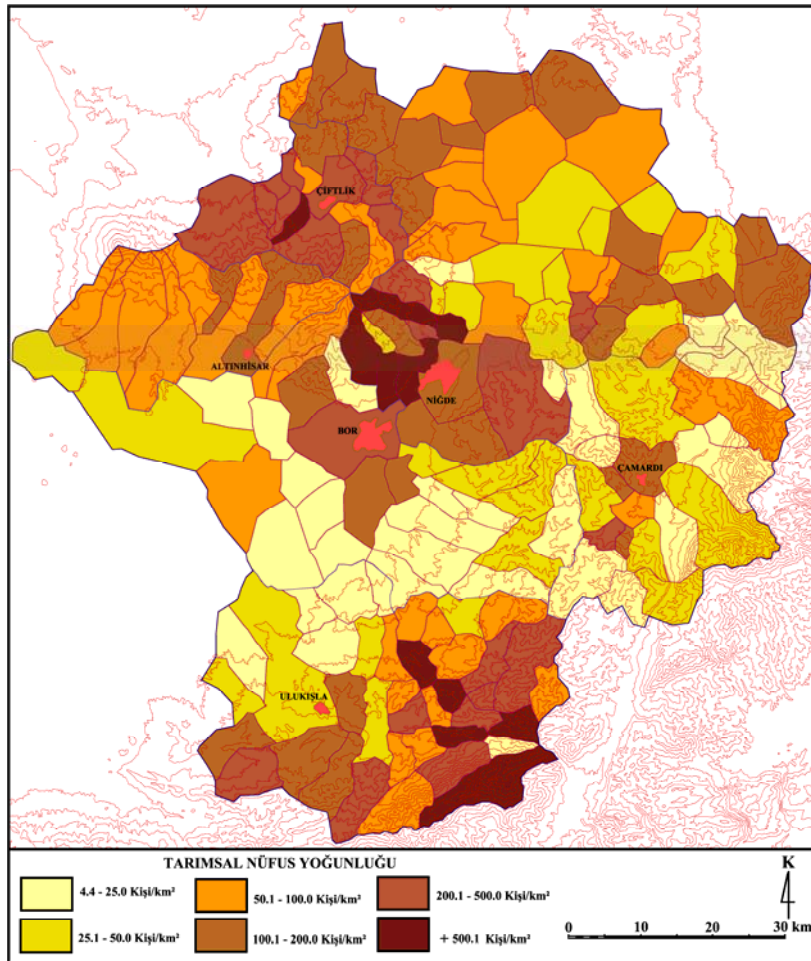 ÇİFTLİK
ALTINHİSAR
NİĞDE
BOR
ÇAMARDI
ULUKIŞLA
TARIMSAL NÜFUS YOĞUNLUĞU
K
4.4 - 25.0 Kişi/km²
50.1 - 100.0 Kişi/km²
200.1 - 500.0 Kişi/km²
25.1 - 50.0 Kişi/km²
100.1 - 200.0 Kişi/km²
+ 500.1 Kişi/km²
0 10 20 30 km